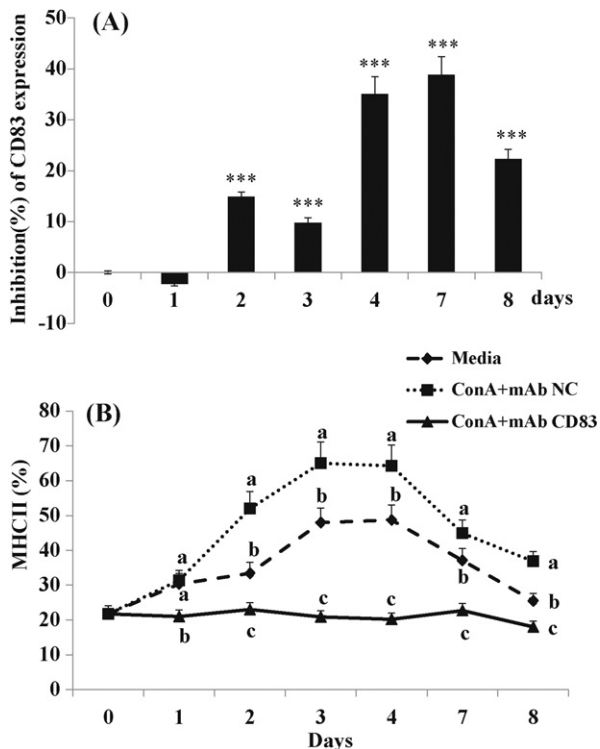 (A)
Inhibition(%) of CD83 expression
50
40
30
20
10
0
-10
***
***
***
***
***
0 1 2 3 4 7 8 days
Media
ConA+mAb NC
ConA+mAb CD83
(B)
MHCII (%)
80
70
60
50
40
30
20
10
0
a a
a a
a b b a
b b b
a
b c c c c c
0 1 2 3 4 7 8
Days